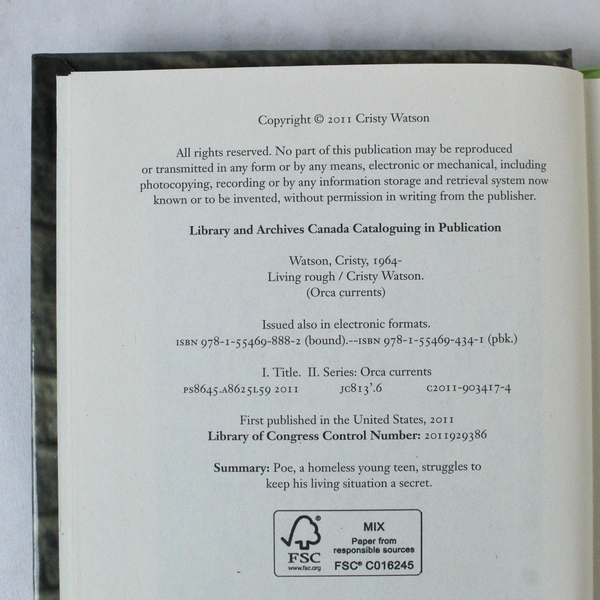 Copyright © 2011 Cristy Watson
All rights reserved. No part of this publication may be reproduced
or transmitted in any form or by any means, electronic or mechanical, including
photocopying, recording or by any information storage and retrieval system now
known or to be invented, without permission in writing from the publisher.
Library and Archives Canada Cataloguing in Publication
Watson, Cristy, 1964-
Living rough / Cristy Watson.
(Orca currents)
Issued also in electronic formats.
ISBN 978-1-55469-888-2 (bound).--ISBN 978-1-55469-434-1 (pbk.)
I. Title. II. Series: Orca currents
PS8645.A8625L59 2011 JC813'.6 C2011-903417-4
First published in the United States, 2011
Library of Congress Control Number: 2011929386
Summary: Poe, a homeless young teen, struggles to
keep his living situation a secret.
FSC
www.fsc.org
MIX
Paper from
responsible sources
FSC® C016245